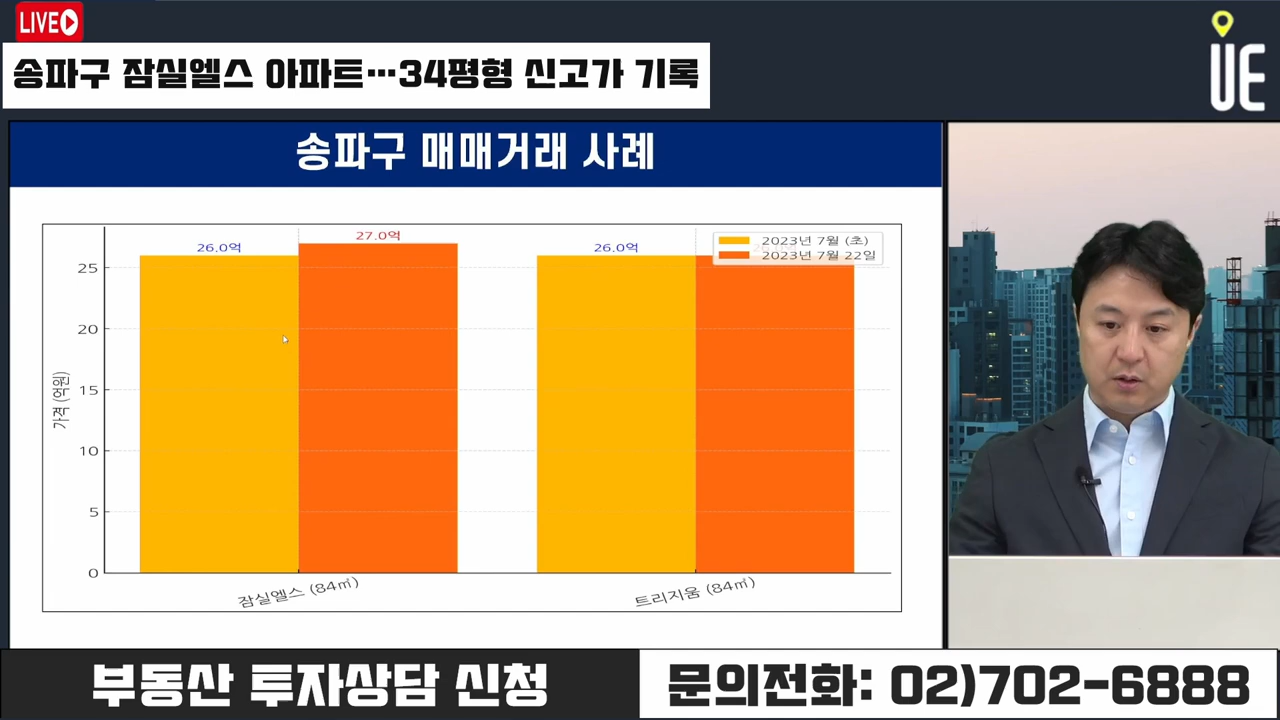 LIVE
송파구 잠실엘스 아파트…34평형 신고가 기록
UE
송파구 매매거래 사례
26.0억
27.0억
26.0억
2023년 7월 (초)
2023년 7월 22일
25
20
15
10
5
0
가격 (억원)
잠실엘스 (84㎡)
트리지움 (84㎡)
부동산 투자상담 신청
문의전화: 02)702-6888